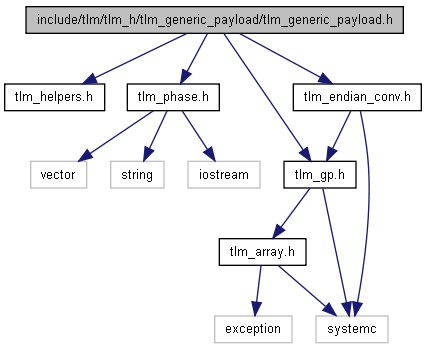 include/tlm/tlm_h/tlm_generic_payload/tlm_generic_payload.h
tlm_helpers.h
tlm_phase.h
tlm_endian_conv.h
vector
string
iostream
tlm_gp.h
tlm_array.h
exception
systemc